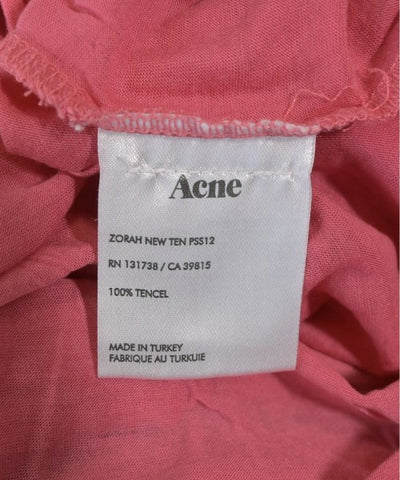 Acne
ZORAH NEW TEN PSS12
RN 131738 / CA 39815
100% TENCEL
MADE IN TURKEY
FABRIQUE AU TURKUIE